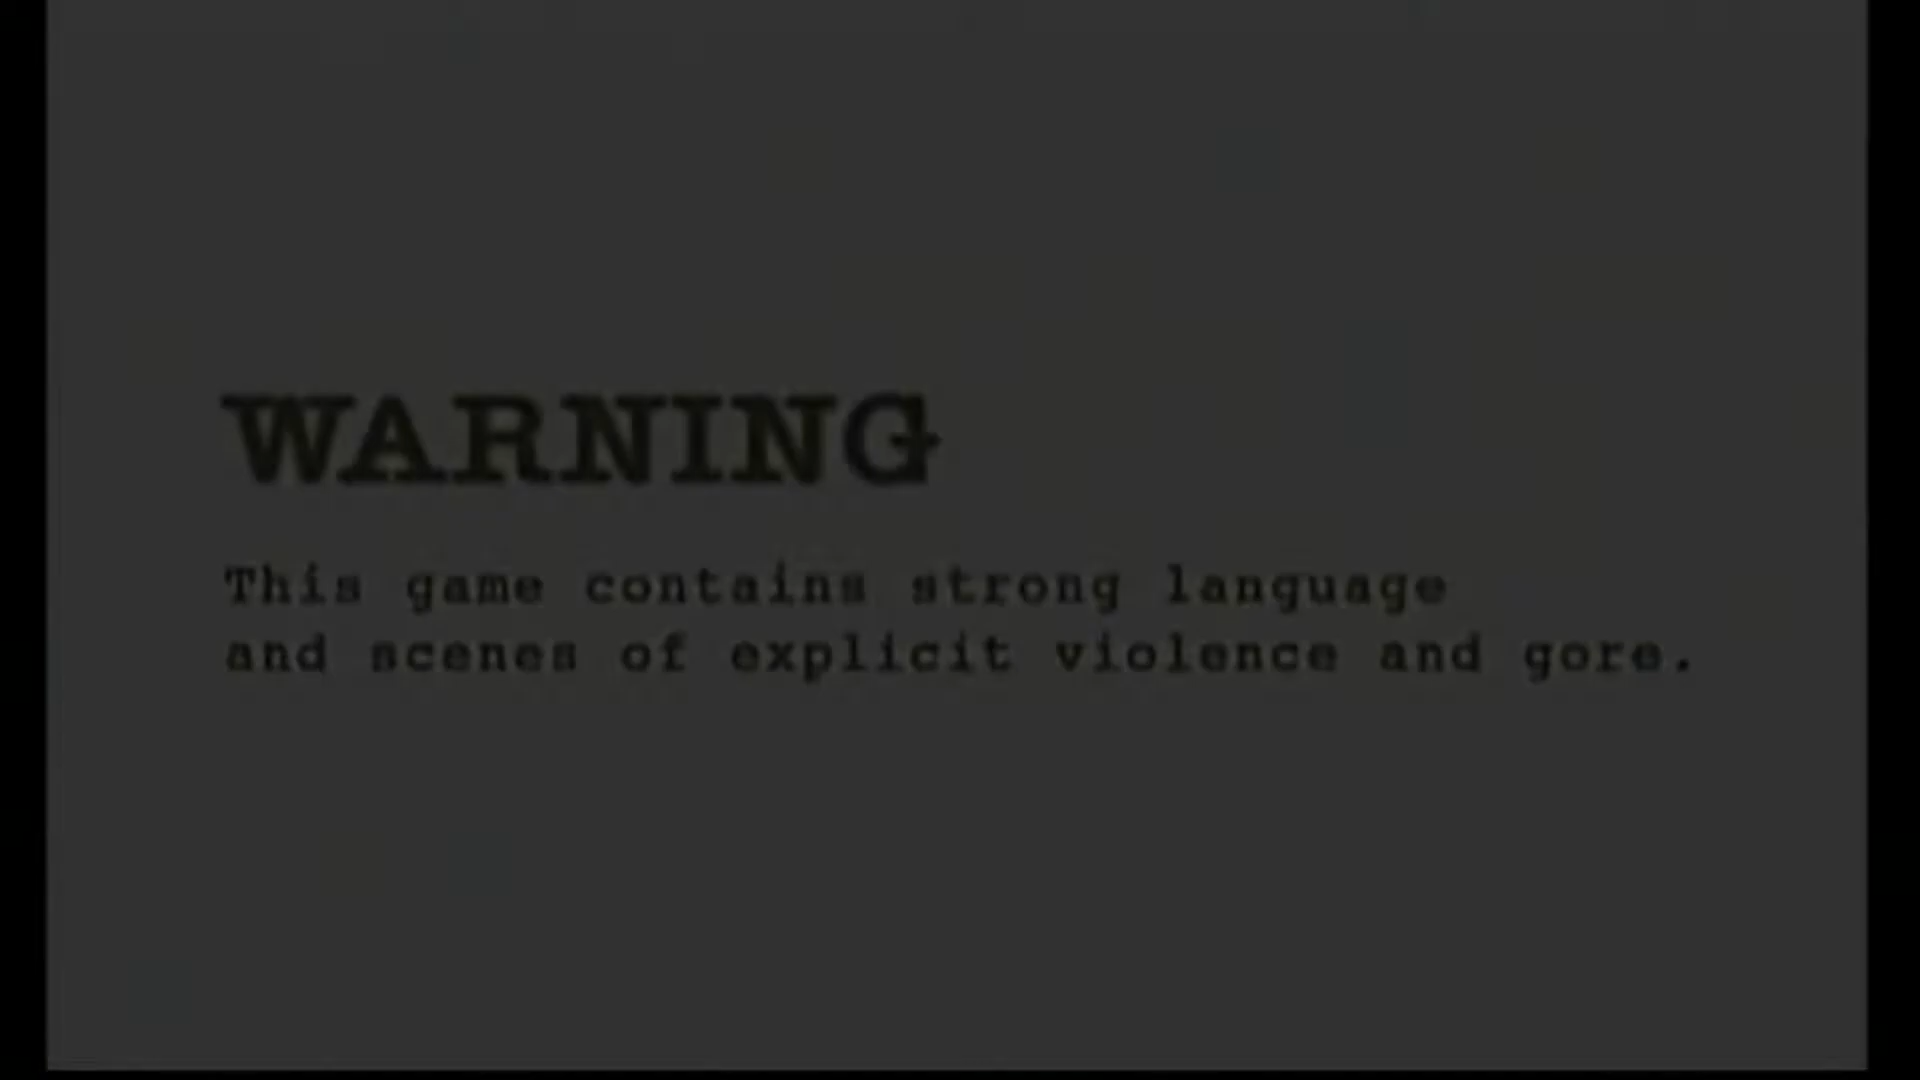 WARNING
This game contains strong language
and scenes of explicit violence and gore.